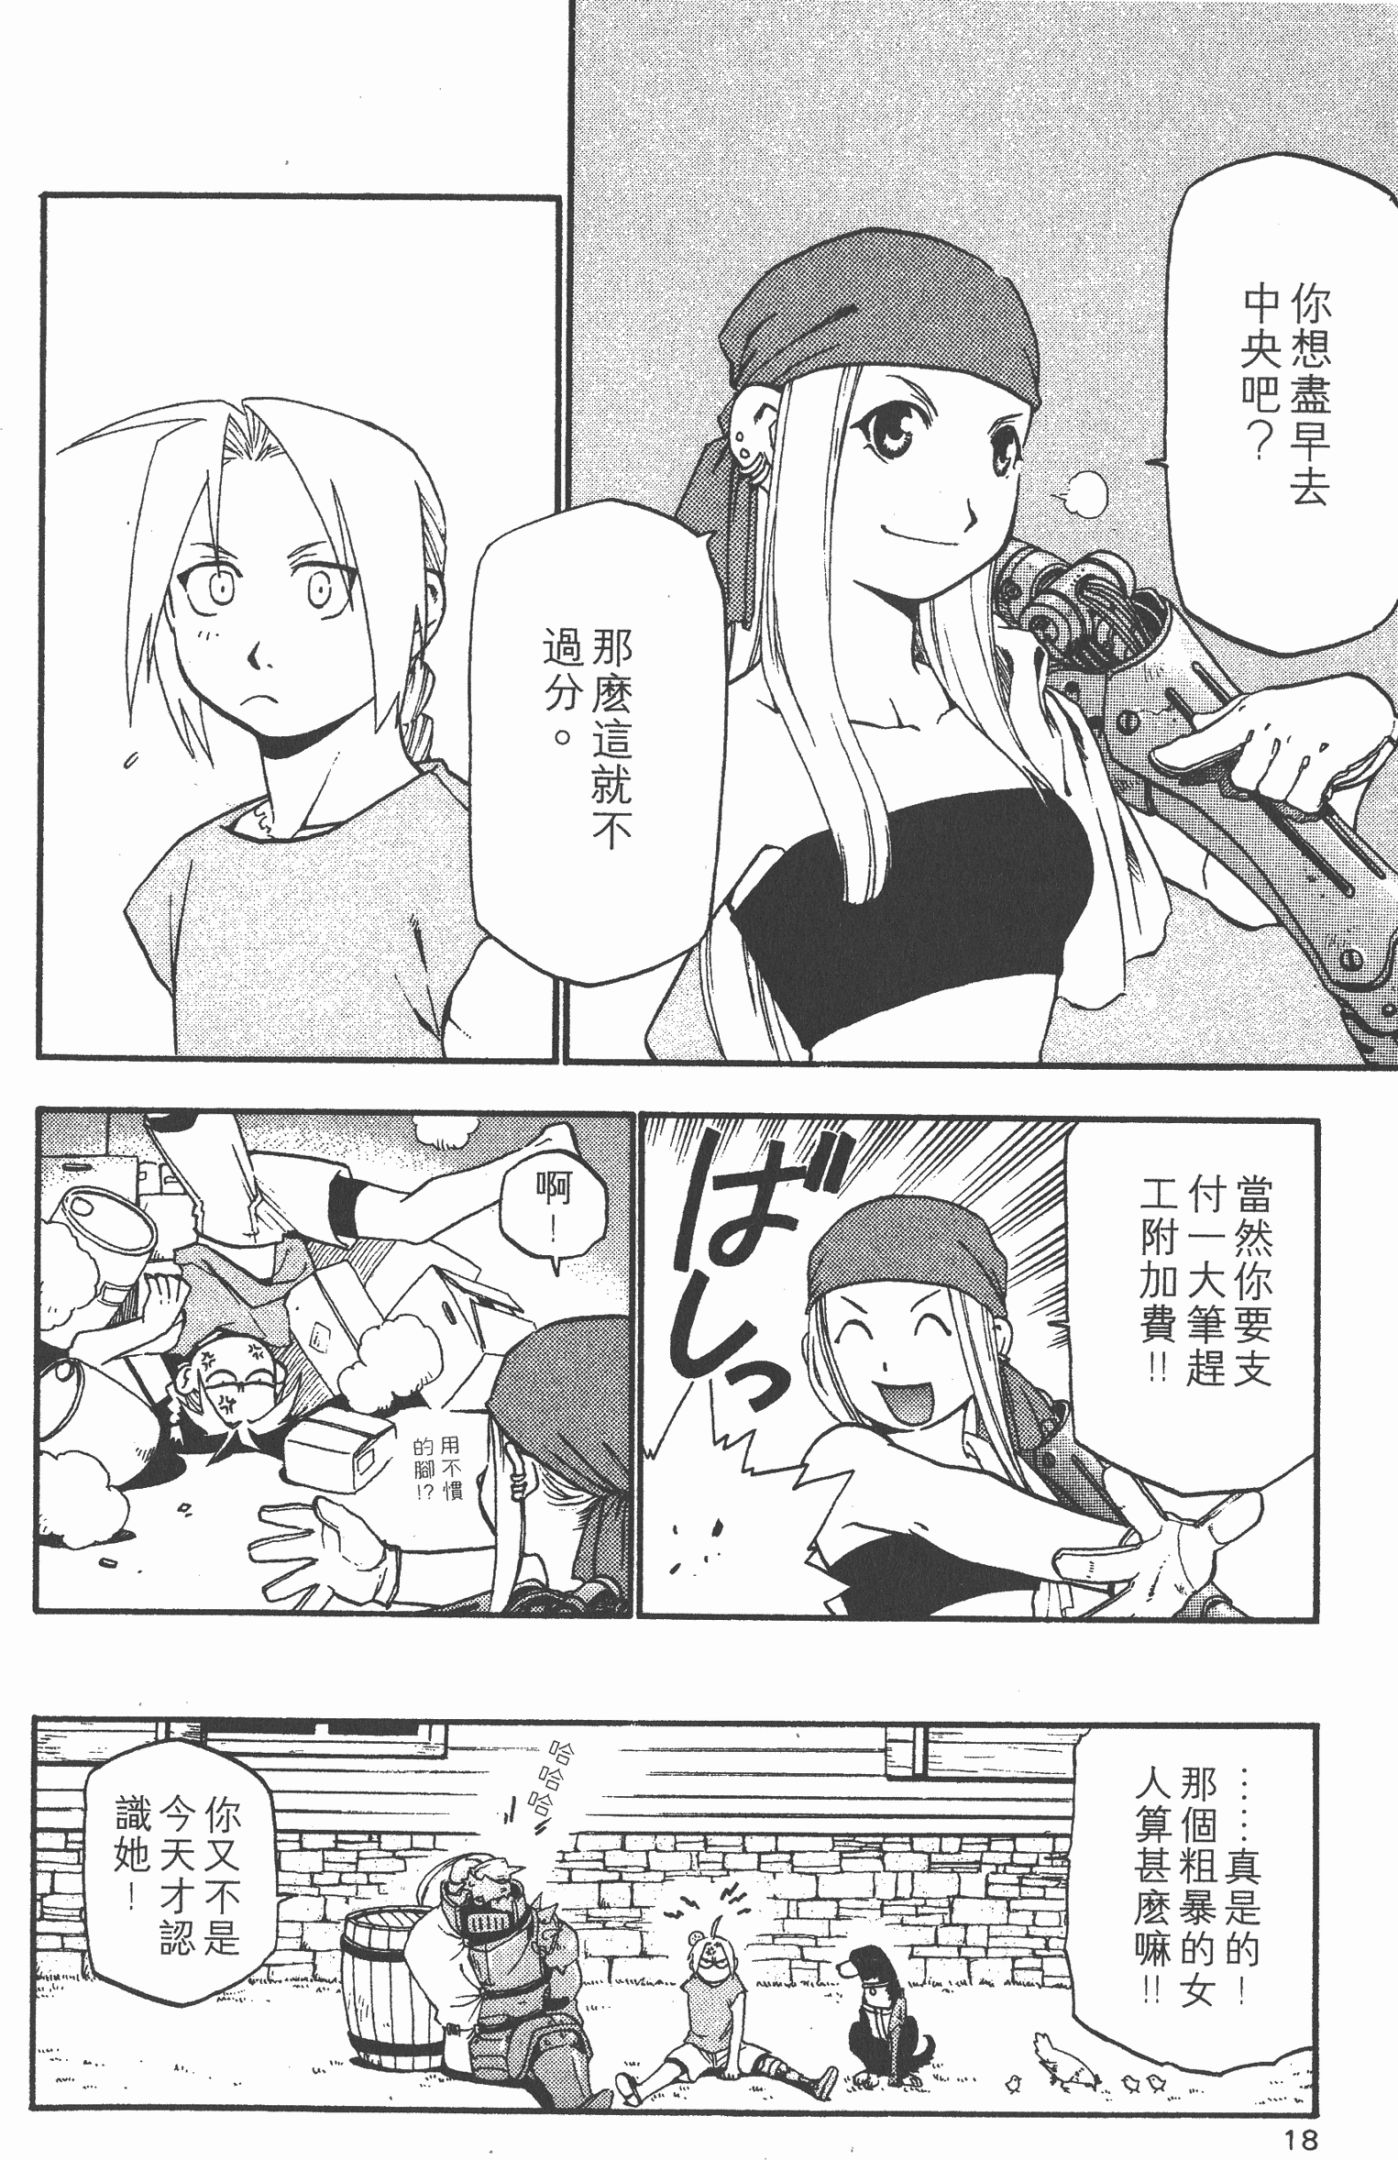 你想盡早去
中央吧？
那麽這就不
過分。
當然你要支
付一大筆趕
工附加費!!
ばしっ
啊！
用不慣
的腳!?
……真是的！
那個粗暴的女
人算甚麽嘛!!
哈哈哈
你又不是
今天才認
識她！
18